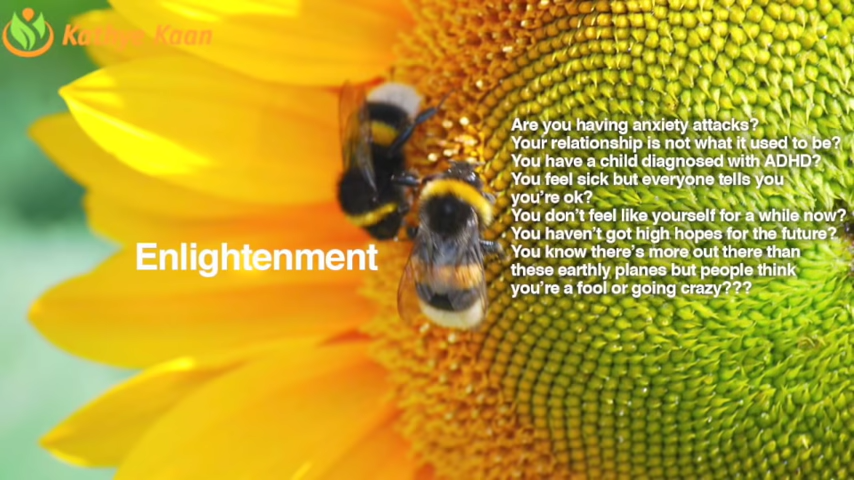 Kathye Kaan
Enlightenment
Are you having anxiety attacks?
Your relationship is not what it used to be?
You have a child diagnosed with ADHD?
You feel sick but everyone tells you
you're ok?
You don't feel like yourself for a while now?
You haven't got high hopes for the future?
You know there's more out there than
these earthly planes but people think
you're a fool or going crazy???